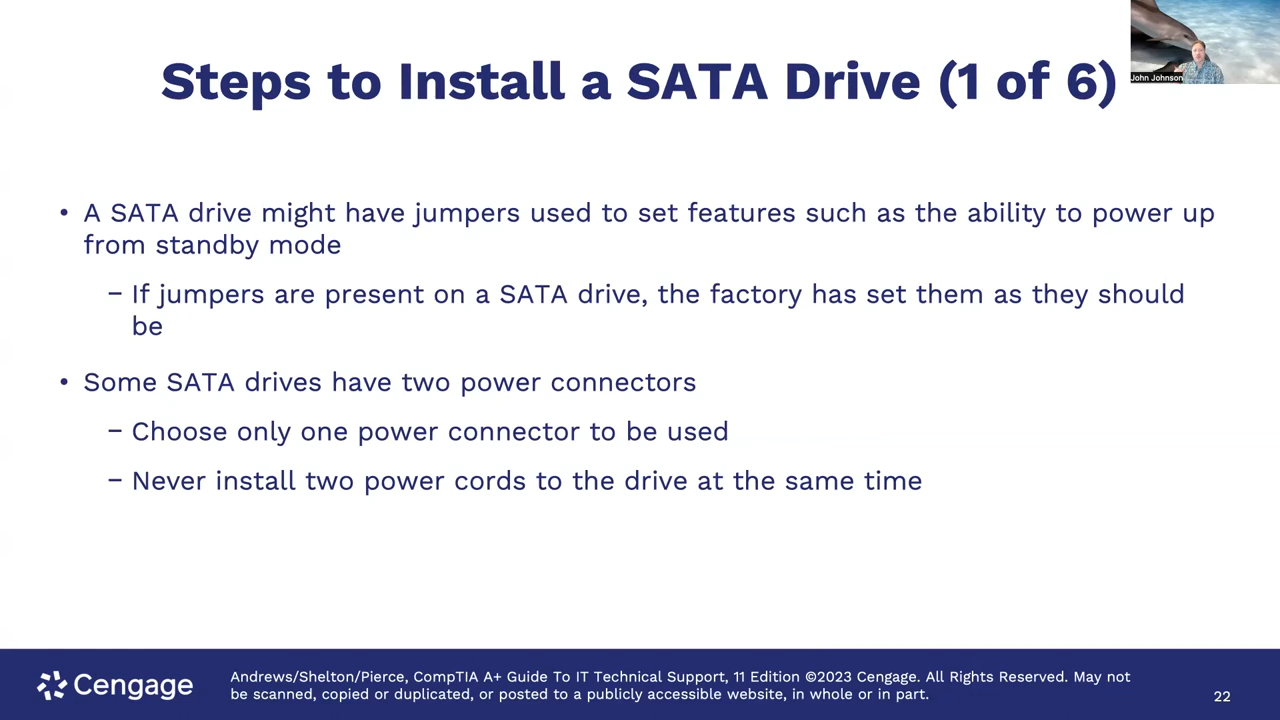 Steps to Install a SATA Drive (1 of 6)
John Johnson
• A SATA drive might have jumpers used to set features such as the ability to power up
from standby mode
– If jumpers are present on a SATA drive, the factory has set them as they should
be
• Some SATA drives have two power connectors
– Choose only one power connector to be used
– Never install two power cords to the drive at the same time
Cengage
Andrews/Shelton/Pierce, CompTIA A+ Guide To IT Technical Support, 11 Edition ©2023 Cengage. All Rights Reserved. May not
be scanned, copied or duplicated, or posted to a publicly accessible website, in whole or in part.
22